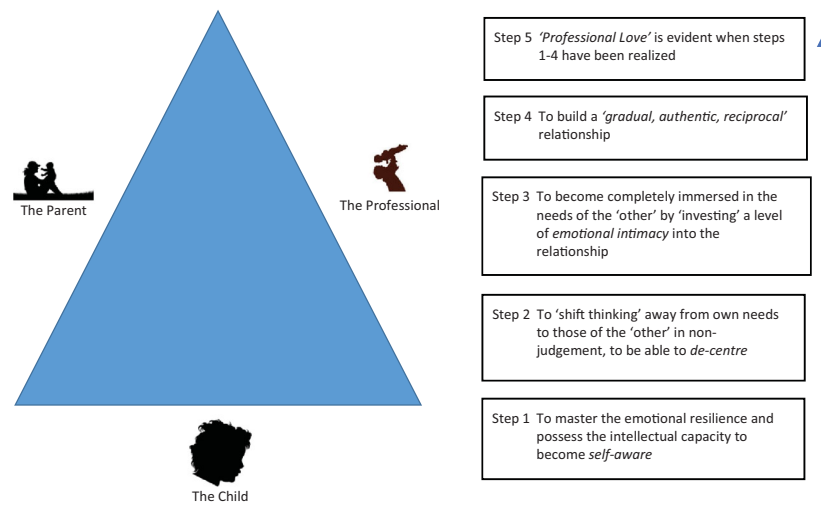 The Parent
The Professional
The Child
Step 5 ‘Professional Love’ is evident when steps
1-4 have been realized
Step 4 To build a ‘gradual, authentic, reciprocal’
relationship
Step 3 To become completely immersed in the
needs of the ‘other’ by ‘investing’ a level
of emotional intimacy into the
relationship
Step 2 To ‘shift thinking’ away from own needs
to those of the ‘other’ in non-
judgement, to be able to de-centre
Step 1 To master the emotional resilience and
possess the intellectual capacity to
become self-aware